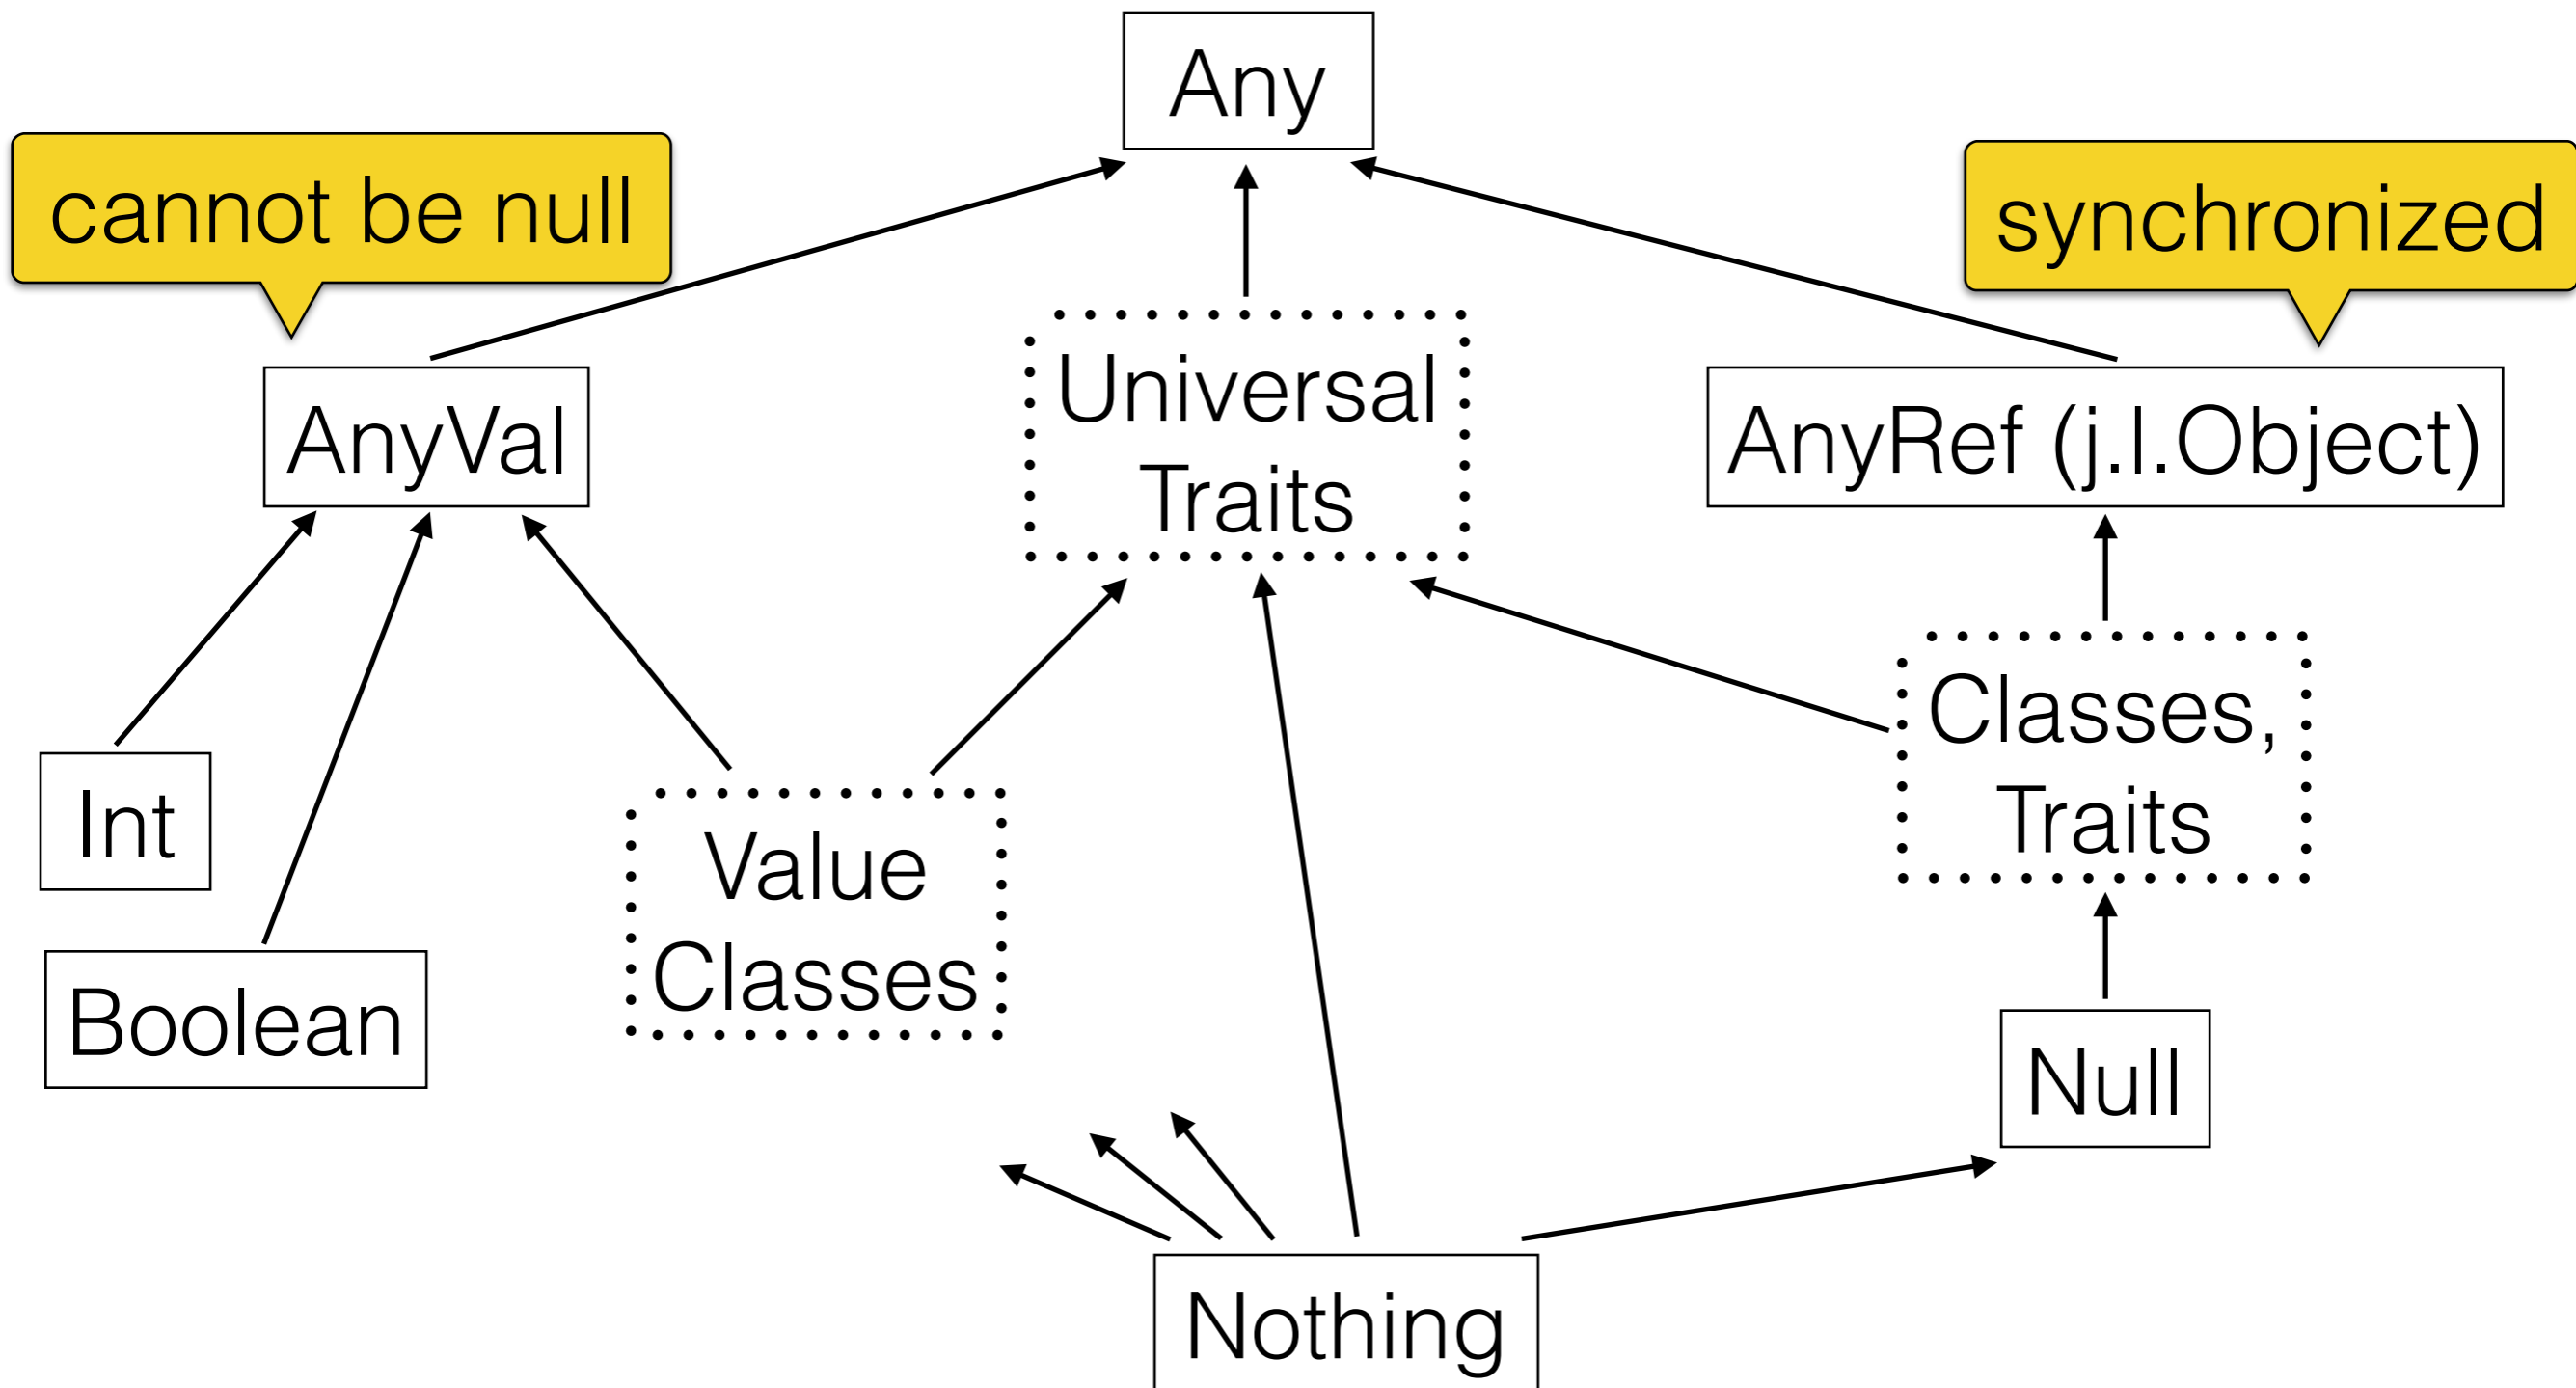 Any
cannot be null
synchronized
AnyVal
Universal
Traits
AnyRef (j.l.Object)
Classes,
Traits
Int
Value
Classes
Boolean
Null
Nothing